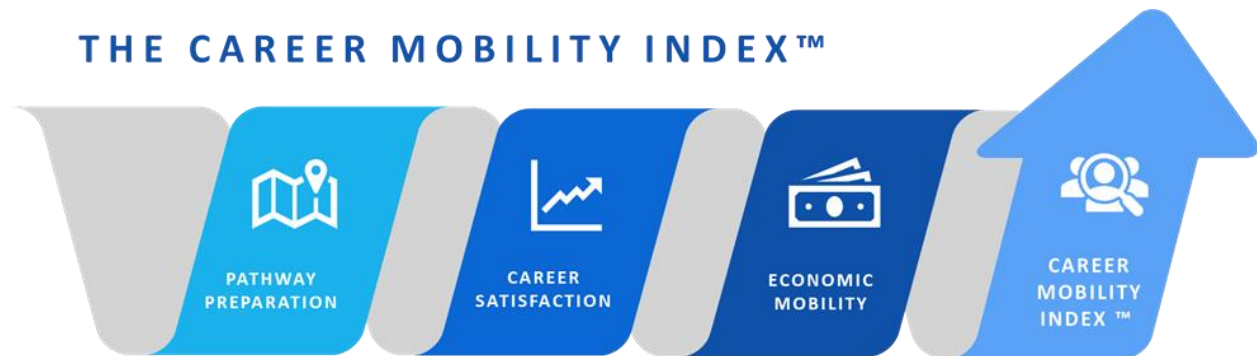 THE CAREER MOBILITY INDEX™
PATHWAY
PREPARATION
CAREER
SATISFACTION
ECONOMIC
MOBILITY
CAREER
MOBILITY
INDEX ™